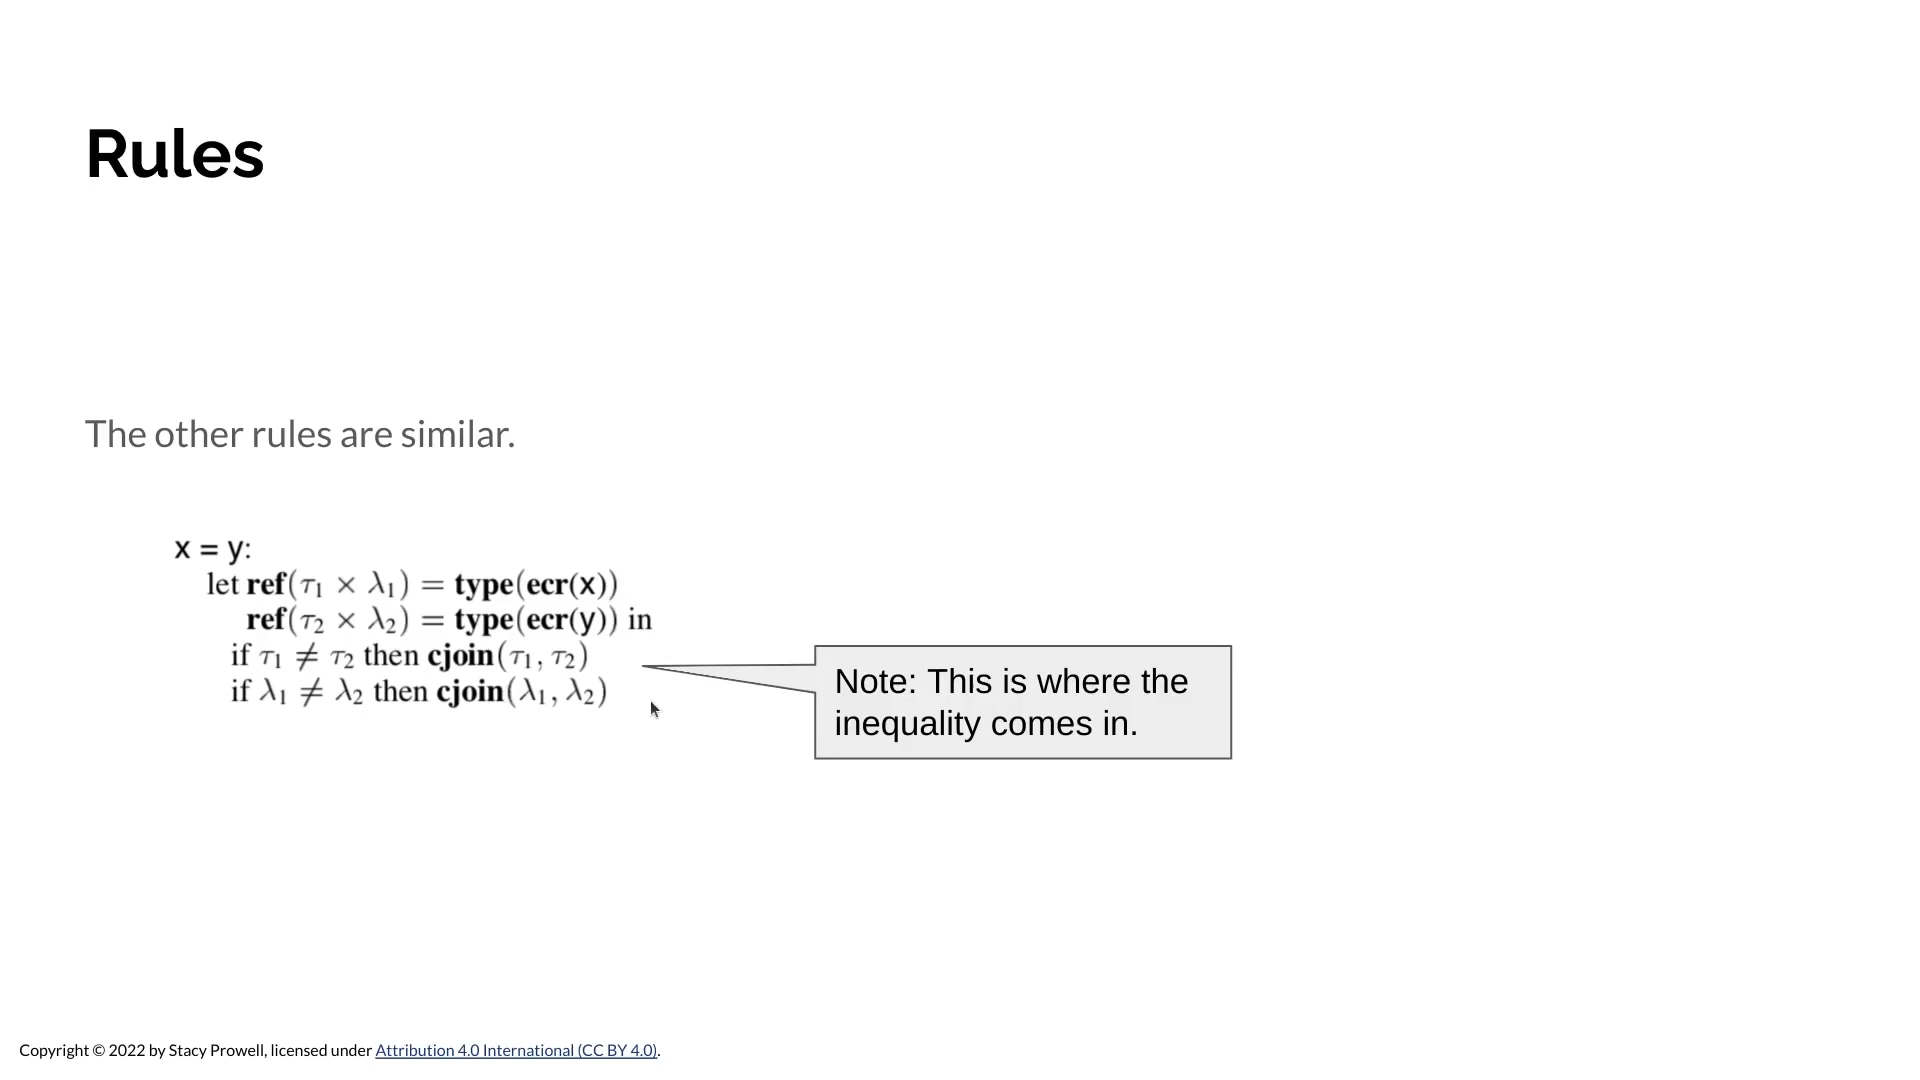 Rules
The other rules are similar.
x = y:
let ref(τ₁ × λ₁) = type(ecr(x))
ref(τ₂ × λ₂) = type(ecr(y)) in
if τ₁ ≠ τ₂ then cjoin(τ₁, τ₂)
if λ₁ ≠ λ₂ then cjoin(λ₁, λ₂)
Note: This is where the
inequality comes in.
Copyright © 2022 by Stacy Prowell, licensed under Attribution 4.0 International (CC BY 4.0).